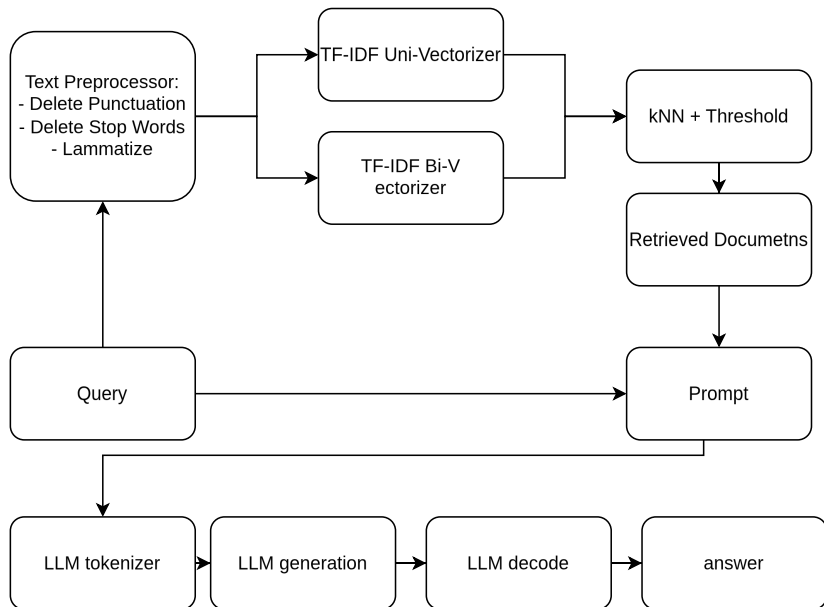 Text Preprocessor:
- Delete Punctuation
- Delete Stop Words
- Lammatize
TF-IDF Uni-Vectorizer
TF-IDF Bi-V
ectorizer
kNN + Threshold
Retrieved Documetns
Query
Prompt
LLM tokenizer
LLM generation
LLM decode
answer